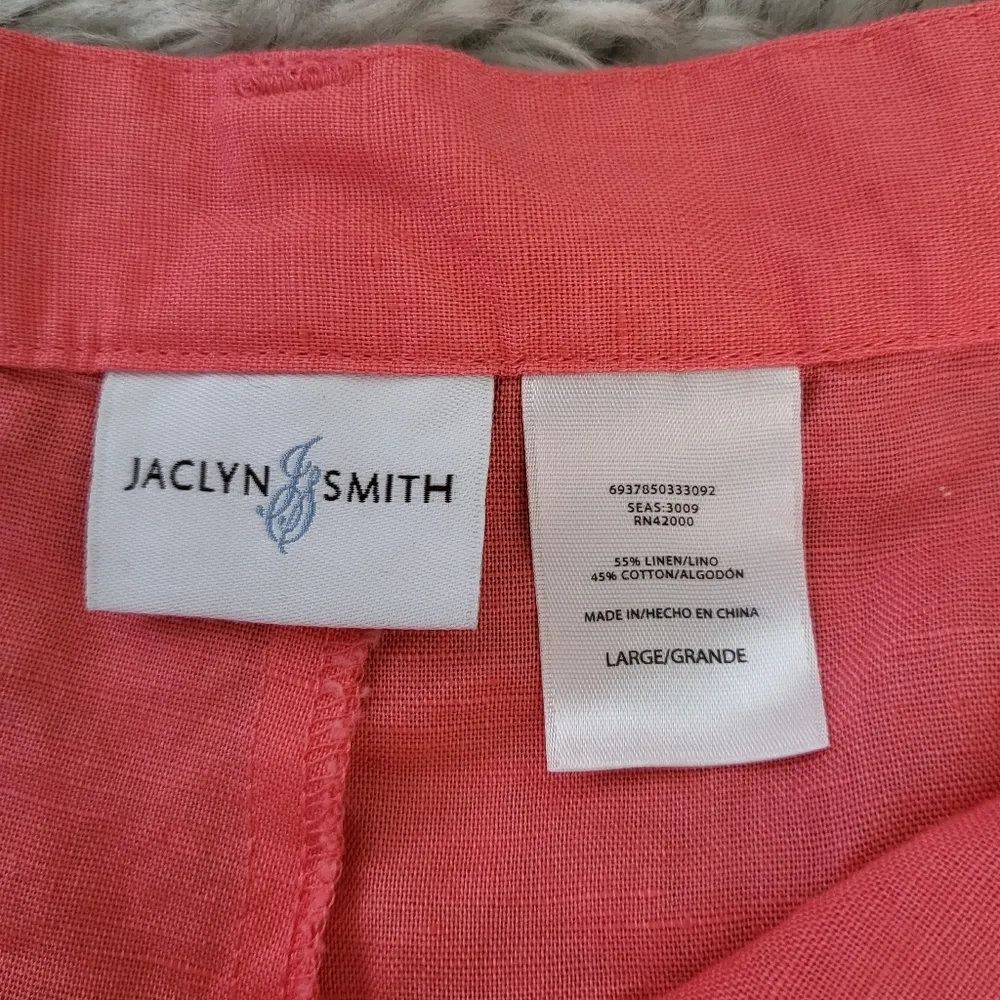 JACLYN JS SMITH
6937850333092
SEAS:3009
RN42000
55% LINEN/LINO
45% COTTON/ALGODÓN
MADE IN/HECHO EN CHINA
LARGE/GRANDE